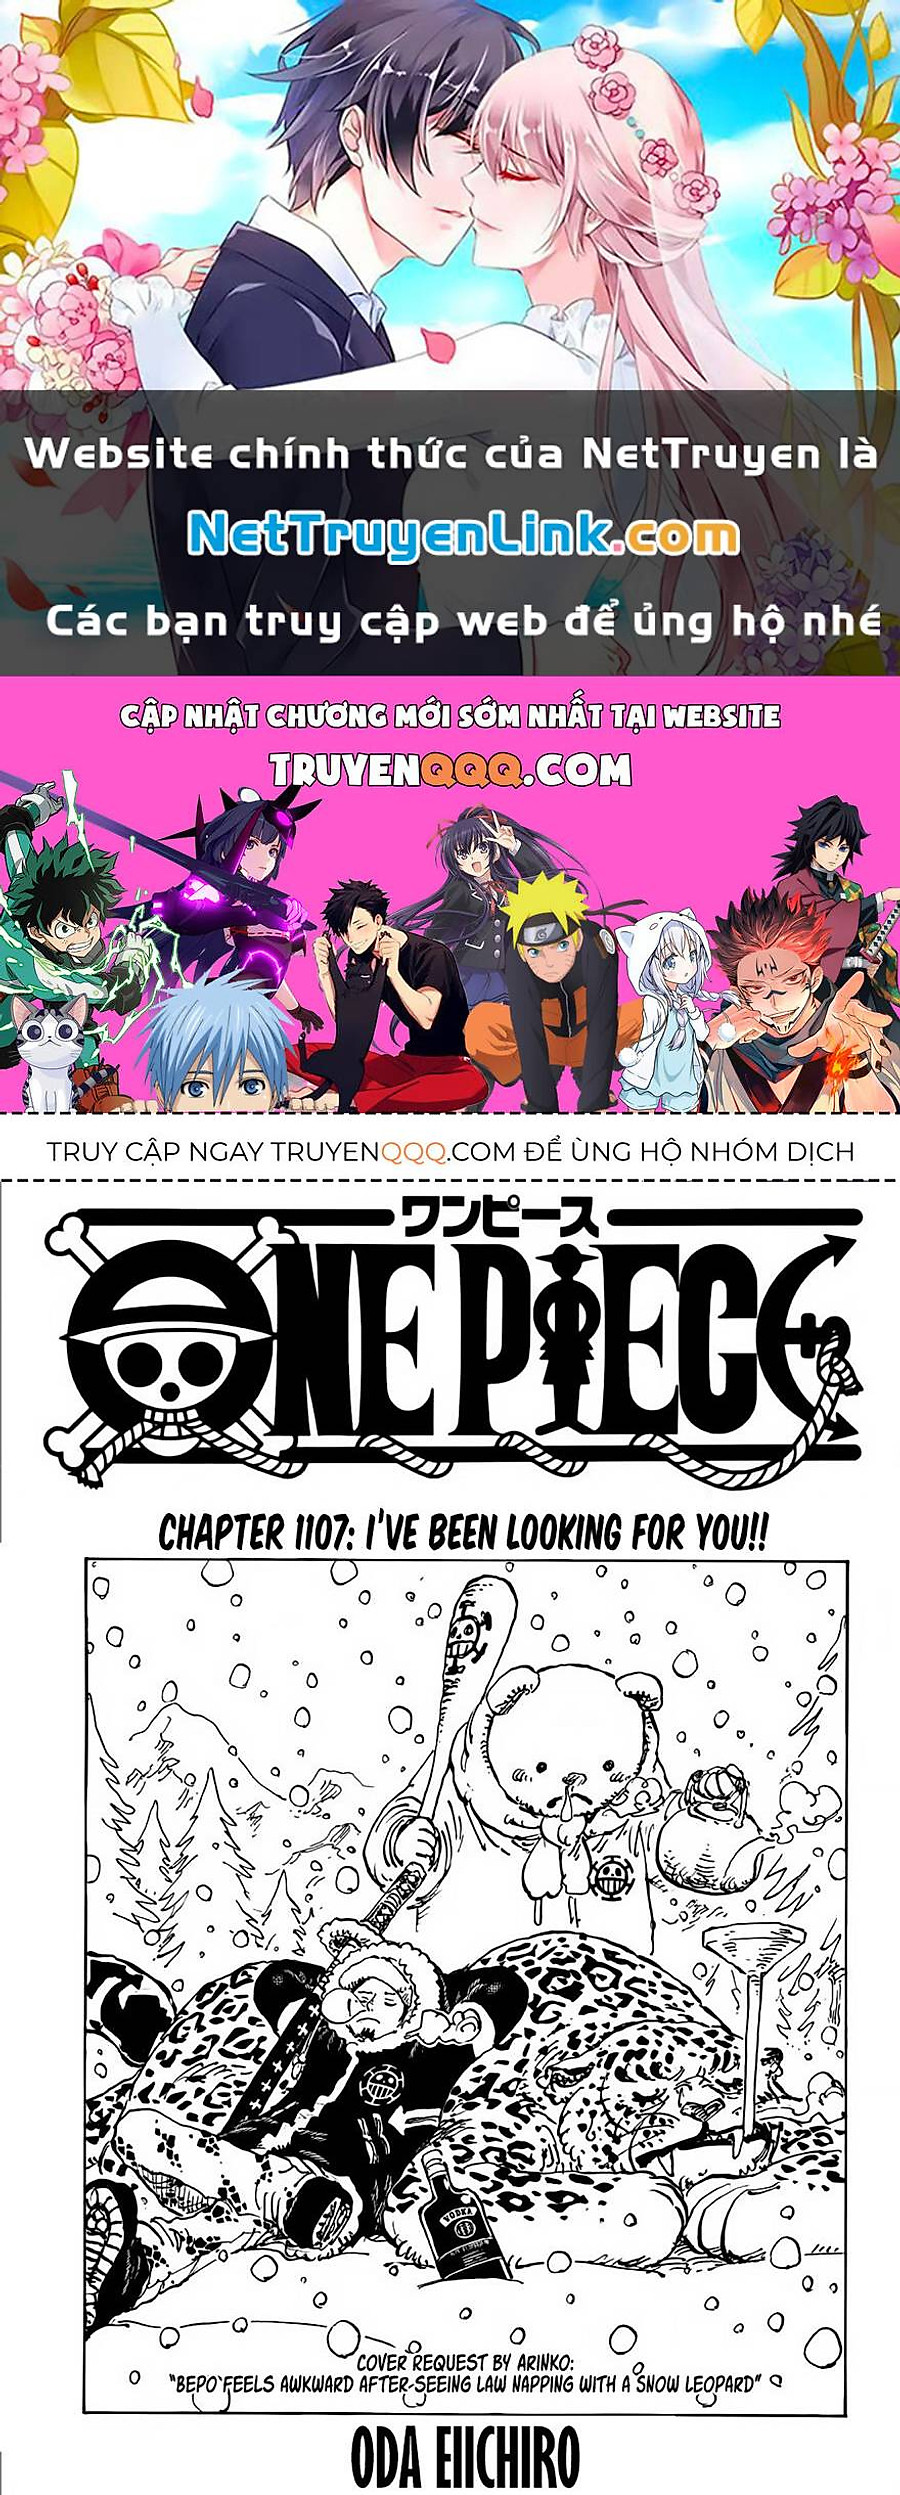 Website chính thức của NetTruyen là
NetTruyenLink.com
Các bạn truy cập web để ủng hộ nhé
CẬP NHẬT CHƯƠNG MỚI SỚM NHẤT TẠI WEBSITE
TRUYENQQQ.COM
TRUY CẬP NGAY TRUYENQQQ.COM ĐỂ ÙNG HỘ NHÓM DỊCH
ワンピース
ONE PIECE
CHAPTER 1107: I'VE BEEN LOOKING FOR YOU!!
VODKA
COVER REQUEST BY ARINKO:
"BEPO FEELS AWKWARD AFTER SEEING LAW NAPPING WITH A SNOW LEOPARD"
ODA EIICHIRO